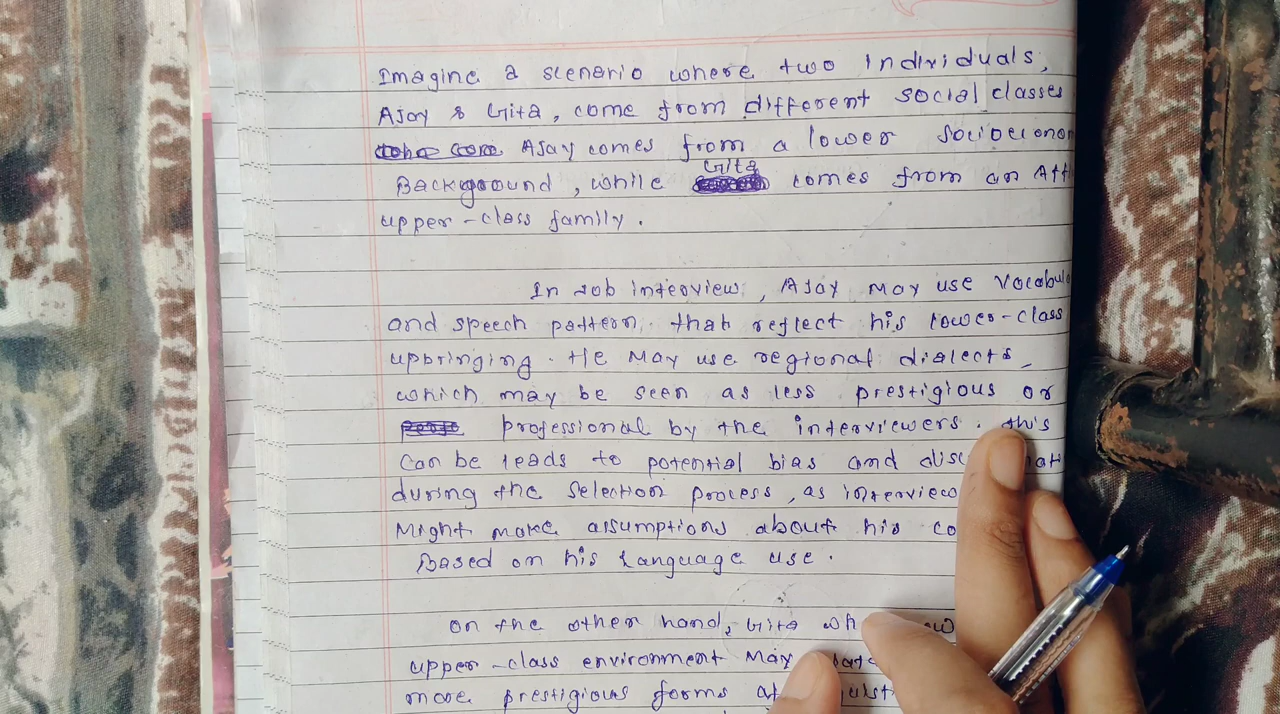 Imagine a scenario where two individuals,
Ajay & Gita, come from different social classes
Ajay comes from a lower
Background, while Gita comes from an
upper-class family.
In Job interview, Ajay May use
and speech pattern, that reflect his lower-class
upbringing. He May use regional dialects,
which may be seen as less prestigious or
professional by the interviewers. this
can be leads to potential bias and
during the selection process, as
Might make assumptions about his
Based on his Language use.
on the other hand, Gita
upper-class environment May
more prestigious forms